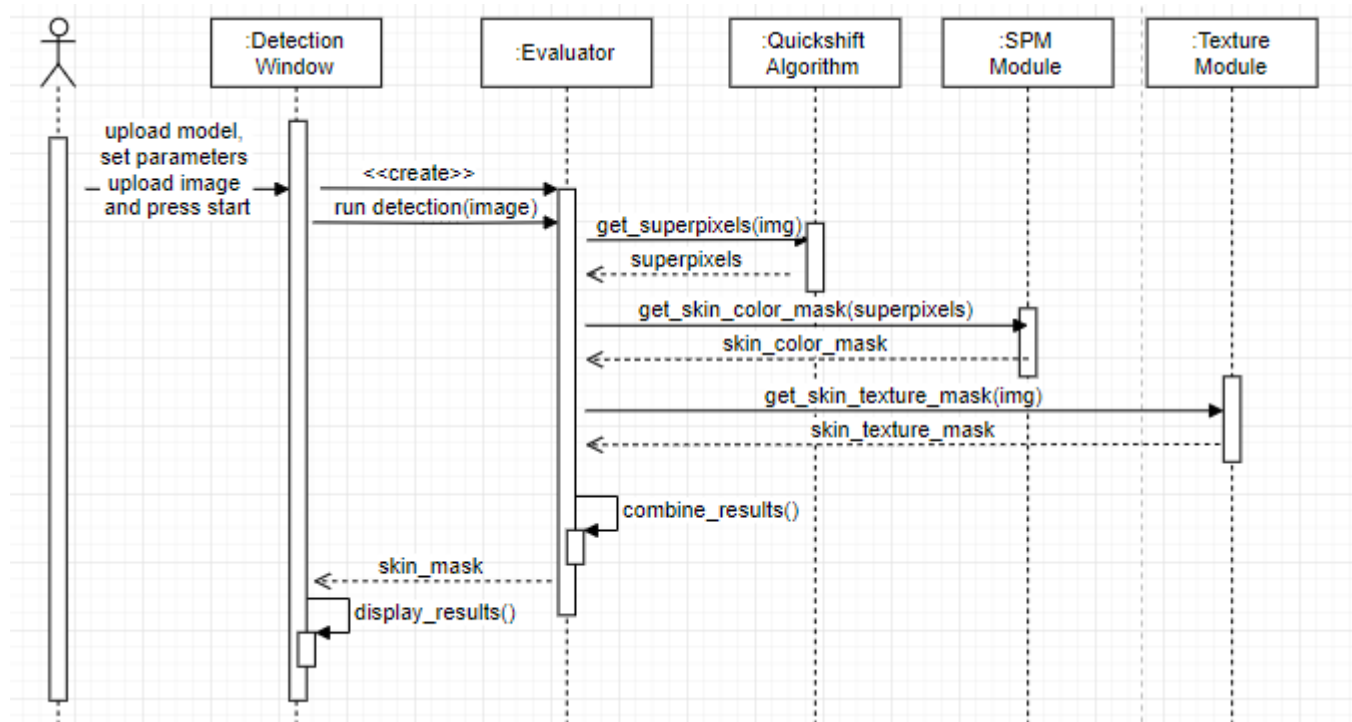 :Detection
Window
:Evaluator
:Quickshift
Algorithm
:SPM
Module
:Texture
Module
upload model,
set parameters
upload image
and press start
<<create>>
run detection(image)
get_superpixels(img)
superpixels
get_skin_color_mask(superpixels)
skin_color_mask
get_skin_texture_mask(img)
skin_texture_mask
combine_results()
skin_mask
display_results()